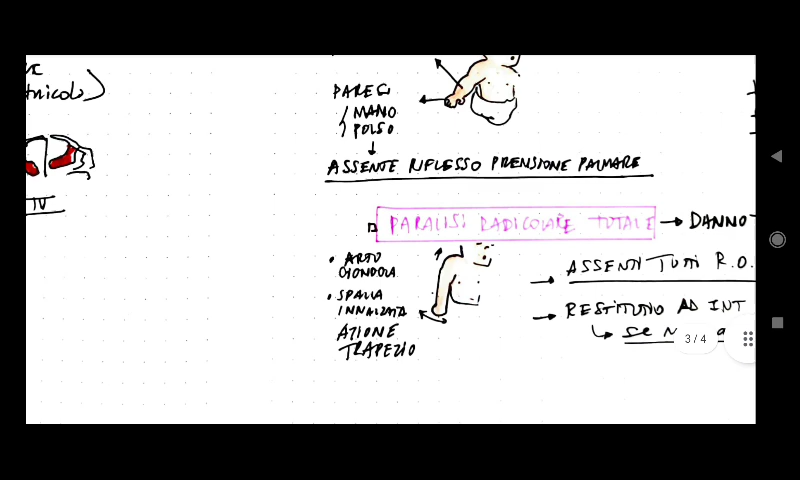 PARESI
MANO
POLSO
ASSENTE RIFLESSO PRENSIONE PALMARE
PARALISI RADICOLARE TOTALE → DANNO
• ARTO
CIONDOLA
• SPALLA
INNALZATA
AZIONE
TRAPEZIO
→ ASSENTI TUTTI R.O.
→ RESTITUTIO AD INT
IV
3/4